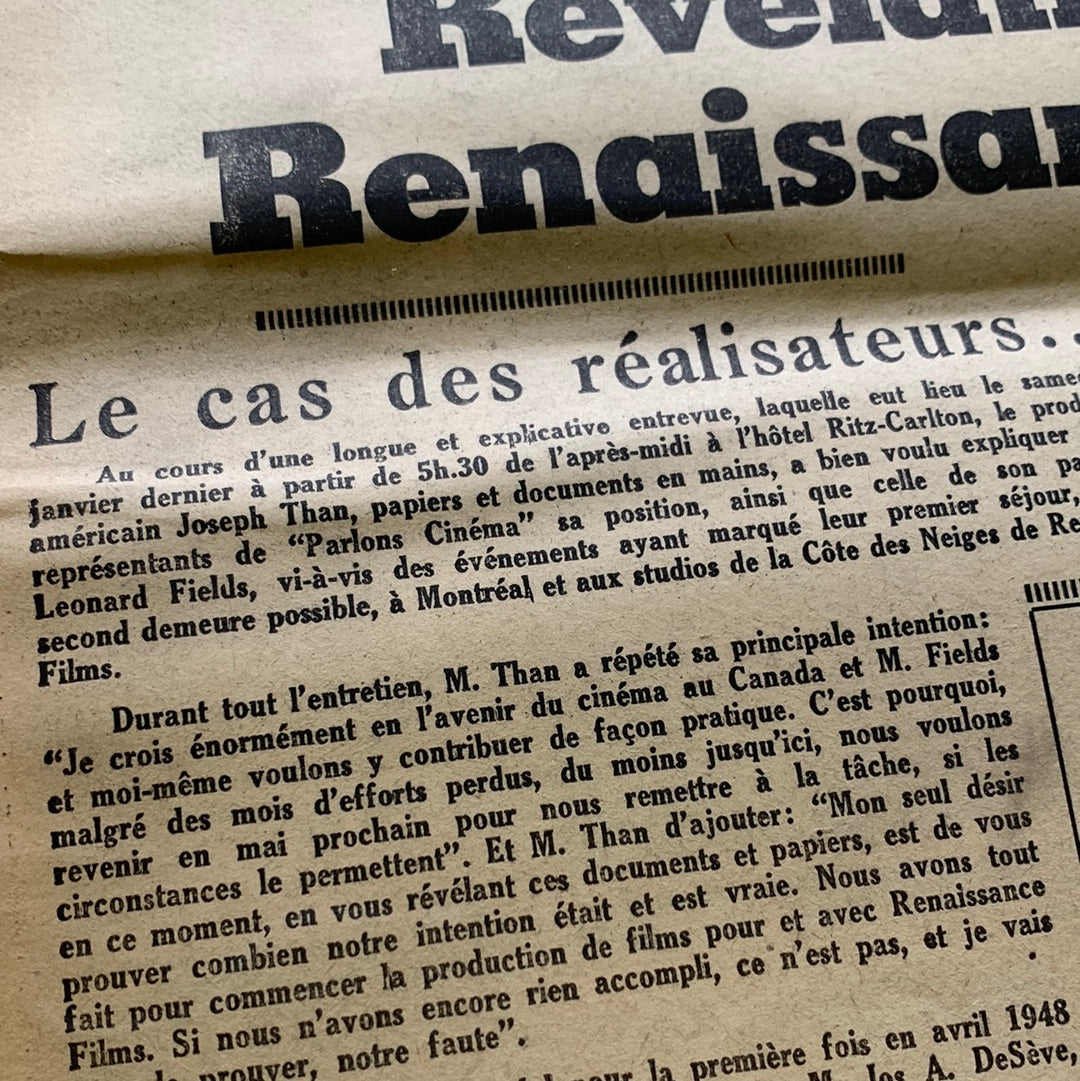 Renaissa
Le cas des réalisateurs..
Au cours d'une longue et explicative entrevue, laquelle eut lieu le same
janvier dernier à partir de 5h.30 de l'après-midi à l'hôtel Ritz-Carlton, le prod
américain Joseph Than, papiers et documents en mains, a bien voulu expliquer
représentants de “Parlons Cinéma” sa position, ainsi que celle de son pa
Leonard Fields, vi-à-vis des événements ayant marqué leur premier séjour,
second demeure possible, à Montréal et aux studios de la Côte des Neiges de Re
Films.
Durant tout l'entretien, M. Than a répété sa principale intention:
“Je crois énormément en l'avenir du cinéma au Canada et M. Fields
et moi-même voulons y contribuer de façon pratique. C'est pourquoi,
malgré des mois d'efforts perdus, du moins jusqu'ici, nous voulons
revenir en mai prochain pour nous remettre à la tâche, si les
circonstances le permettent”. Et M. Than d'ajouter: “Mon seul désir
en ce moment, en vous révélant ces documents et papiers, est de vous
prouver combien notre intention était et est vraie. Nous avons tout
fait pour commencer la production de films pour et avec Renaissance
Films. Si nous n'avons encore rien accompli, ce n'est pas, et je vais
prouver, notre faute”.
la première fois en avril 1948
M. Jos A. DeSève,